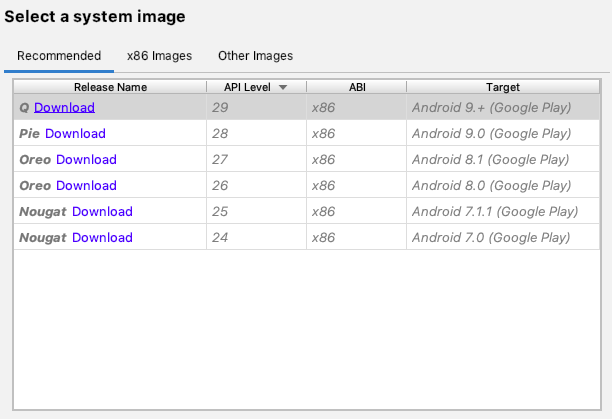 Select a system image
Recommended x86 Images Other Images
Release Name API Level ABI Target
Q Download 29 x86 Android 9.+ (Google Play)
Pie Download 28 x86 Android 9.0 (Google Play)
Oreo Download 27 x86 Android 8.1 (Google Play)
Oreo Download 26 x86 Android 8.0 (Google Play)
Nougat Download 25 x86 Android 7.1.1 (Google Play)
Nougat Download 24 x86 Android 7.0 (Google Play)